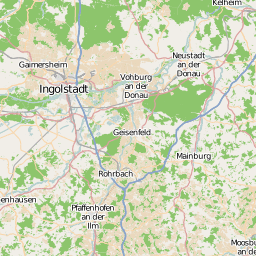 Kelheim
Neustadt
an der
Donau
Gaimersheim
Vohburg
an der
Donau
Ingolstadt
Geisenfeld
Mainburg
Rohrbach
enhausen
Pfaffenhofen
an der
Ilm
Moosbu
an d